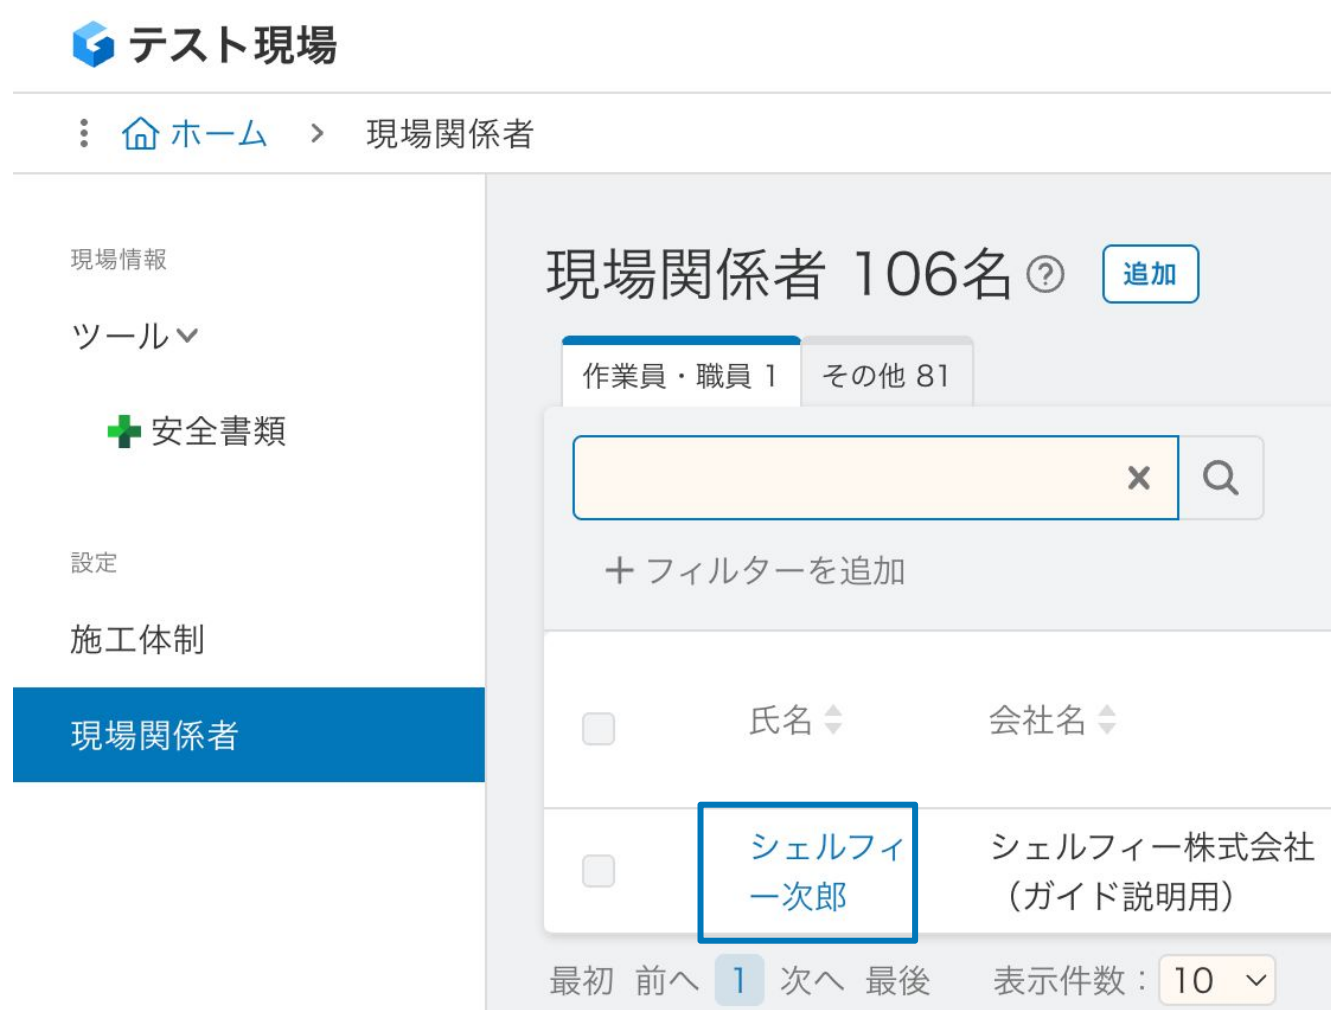 テスト現場
ホーム > 現場関係者
現場情報
ツール
安全書類
設定
施工体制
現場関係者
現場関係者 106名 ? 追加
作業員・職員 1 その他 81
×
+ フィルターを追加
氏名 会社名
シェルフィ
ー次郎
シェルフィー株式会社
（ガイド説明用）
最初 前へ 1 次へ 最後 表示件数： 10